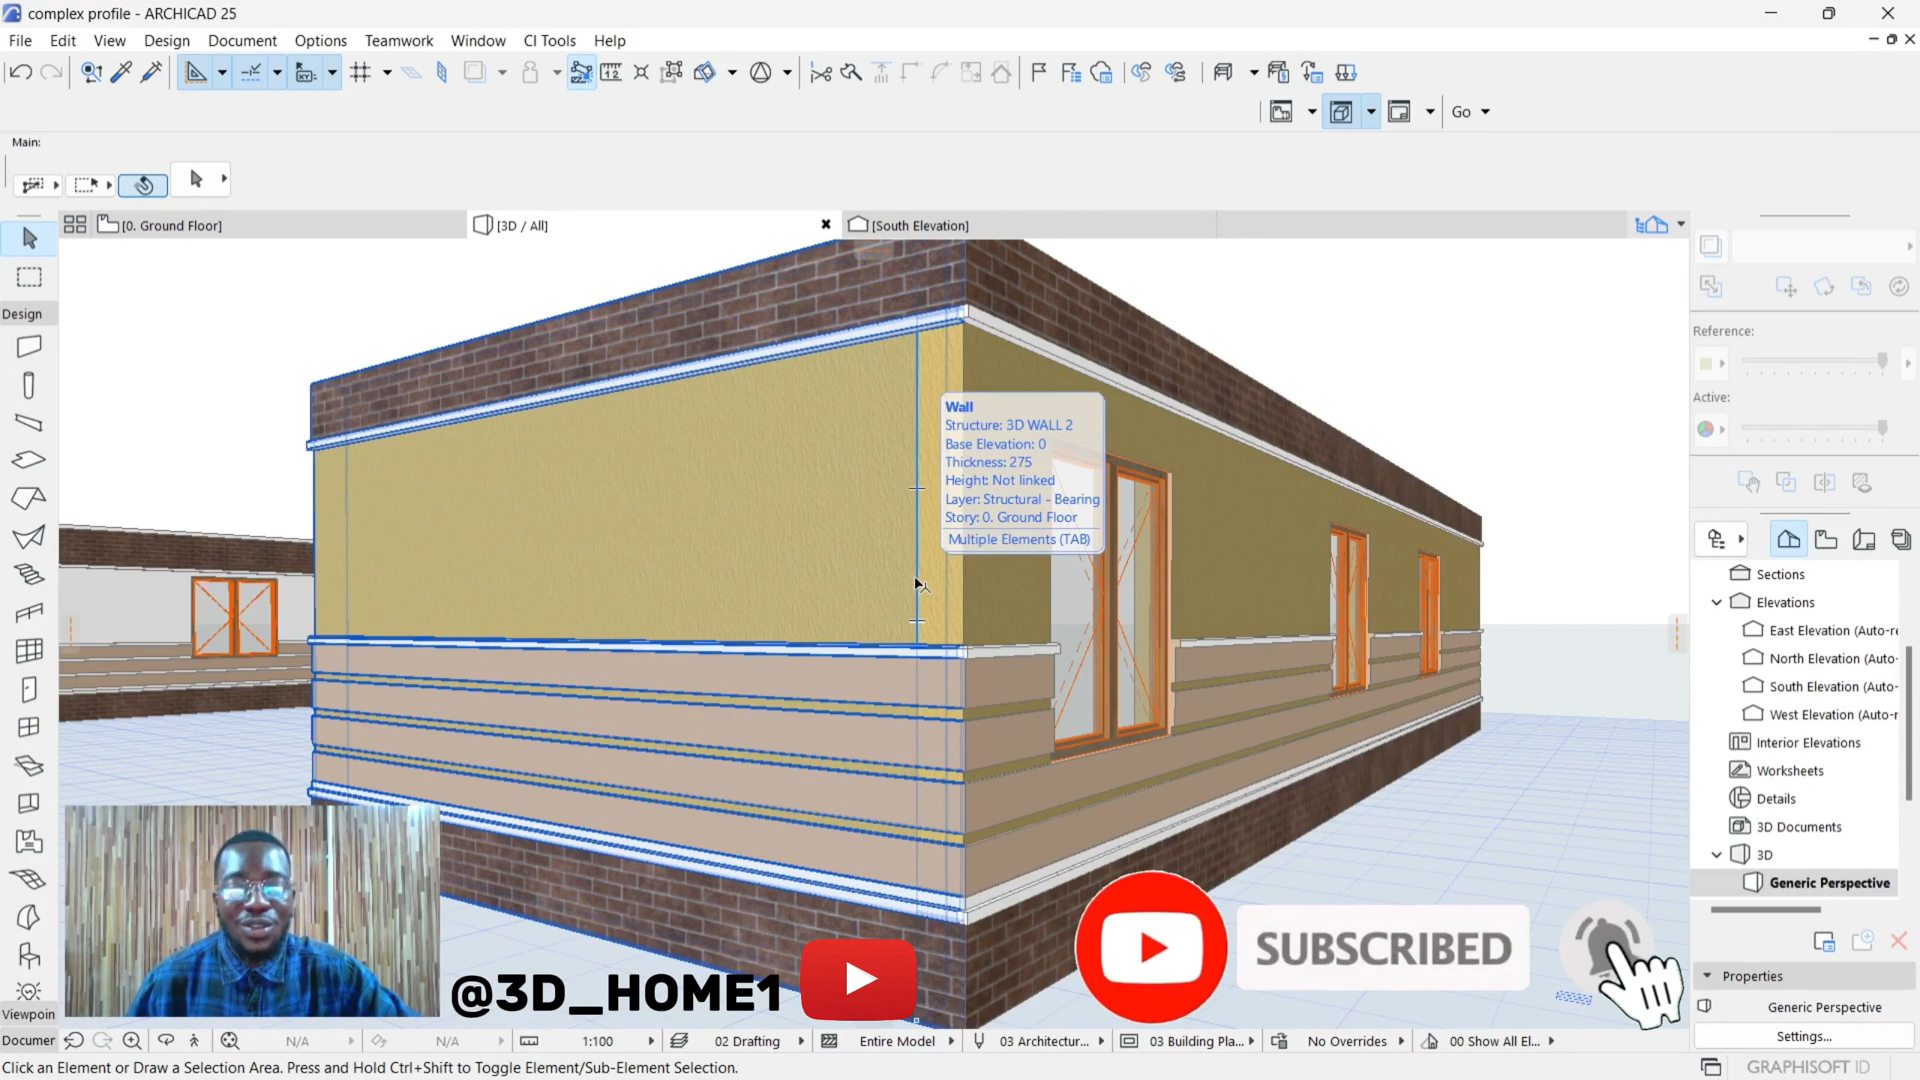 complex profile - ARCHICAD 25
File Edit View Design Document Options Teamwork Window CI Tools Help
Go
Main:
[0. Ground Floor] [3D / All] [South Elevation]
Design
Reference:
Active:
Wall
Structure: 3D WALL 2
Base Elevation: 0
Thickness: 275
Height: Not linked
Layer: Structural - Bearing
Story: 0. Ground Floor
Multiple Elements (TAB)
Sections
Elevations
East Elevation (Auto-re
North Elevation (Auto-
South Elevation (Auto-
West Elevation (Auto-r
Interior Elevations
Worksheets
Details
3D Documents
3D
Generic Perspective
Properties
Generic Perspective
Settings...
@3D_HOME1
SUBSCRIBED
Viewpoin
Documer
N/A N/A 1:100 02 Drafting Entire Model 03 Architectur... 03 Building Pla... No Overrides 00 Show All El...
Click an Element or Draw a Selection Area. Press and Hold Ctrl+Shift to Toggle Element/Sub-Element Selection.
GRAPHISOFT ID